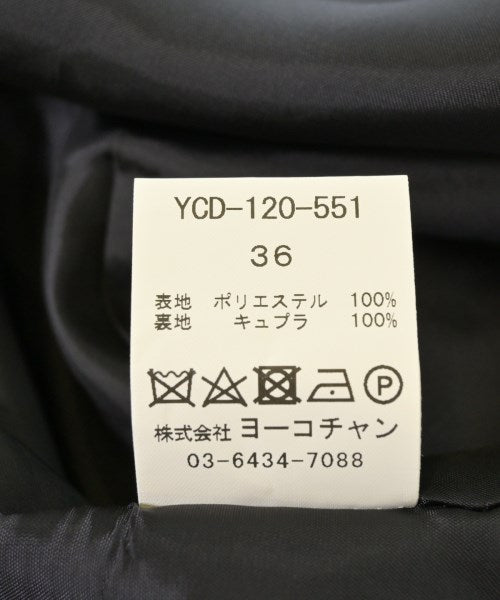 YCD-120-551
36
表地 ポリエステル 100%
裏地 キュプラ 100%
P
株式会社 ヨーコチャン
03-6434-7088